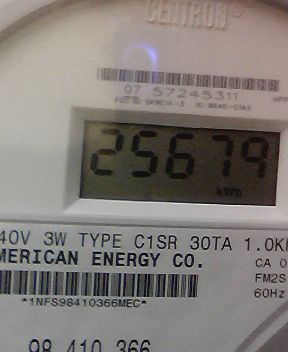 CENTRON
07 57245311
25679
kWh
40V 3W TYPE C1SR 30TA 1.0K
MERICAN ENERGY CO.
CA 0
FM2S
60Hz
*1NFS98410366MEC*
98 410 366